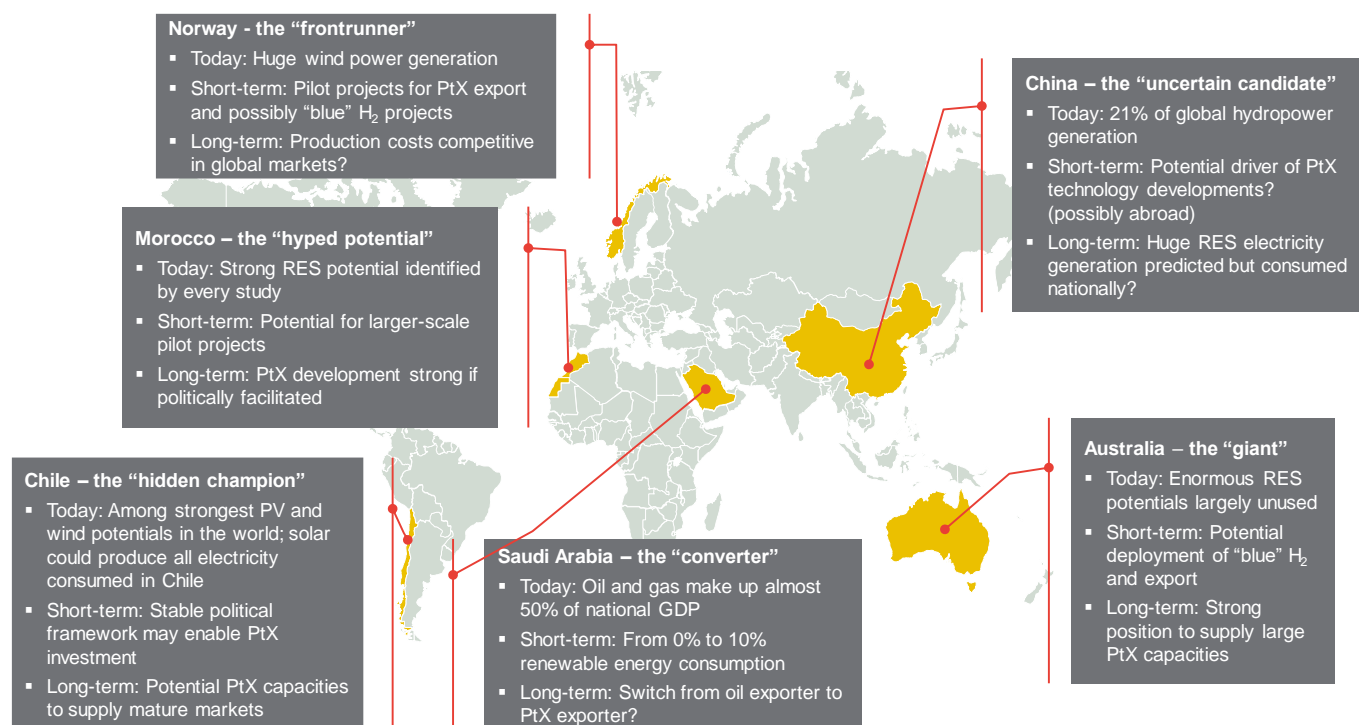 Norway - the “frontrunner”
▪ Today: Huge wind power generation
▪ Short-term: Pilot projects for PtX export
and possibly “blue” H₂ projects
▪ Long-term: Production costs competitive
in global markets?
China – the “uncertain candidate”
▪ Today: 21% of global hydropower
generation
▪ Short-term: Potential driver of PtX
technology developments?
(possibly abroad)
▪ Long-term: Huge RES electricity
generation predicted but consumed
nationally?
Morocco – the “hyped potential”
▪ Today: Strong RES potential identified
by every study
▪ Short-term: Potential for larger-scale
pilot projects
▪ Long-term: PtX development strong if
politically facilitated
Australia – the “giant”
▪ Today: Enormous RES
potentials largely unused
▪ Short-term: Potential
deployment of “blue” H₂
and export
▪ Long-term: Strong
position to supply large
PtX capacities
Chile – the “hidden champion”
▪ Today: Among strongest PV and
wind potentials in the world; solar
could produce all electricity
consumed in Chile
▪ Short-term: Stable political
framework may enable PtX
investment
▪ Long-term: Potential PtX capacities
to supply mature markets
Saudi Arabia – the “converter”
▪ Today: Oil and gas make up almost
50% of national GDP
▪ Short-term: From 0% to 10%
renewable energy consumption
▪ Long-term: Switch from oil exporter to
PtX exporter?